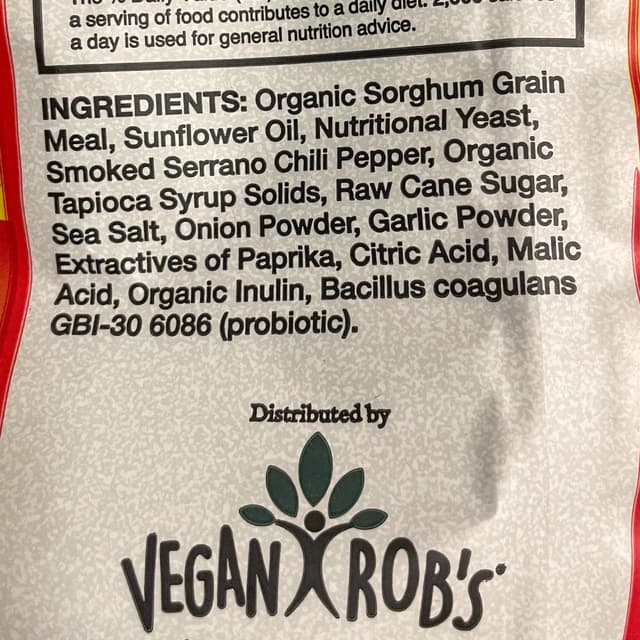 a serving of food contributes to a daily diet. 2,000
a day is used for general nutrition advice.
INGREDIENTS: Organic Sorghum Grain
Meal, Sunflower Oil, Nutritional Yeast,
Smoked Serrano Chili Pepper, Organic
Tapioca Syrup Solids, Raw Cane Sugar,
Sea Salt, Onion Powder, Garlic Powder,
Extractives of Paprika, Citric Acid, Malic
Acid, Organic Inulin, Bacillus coagulans
GBI-30 6086 (probiotic).
Distributed by
VEGAN ROB'S